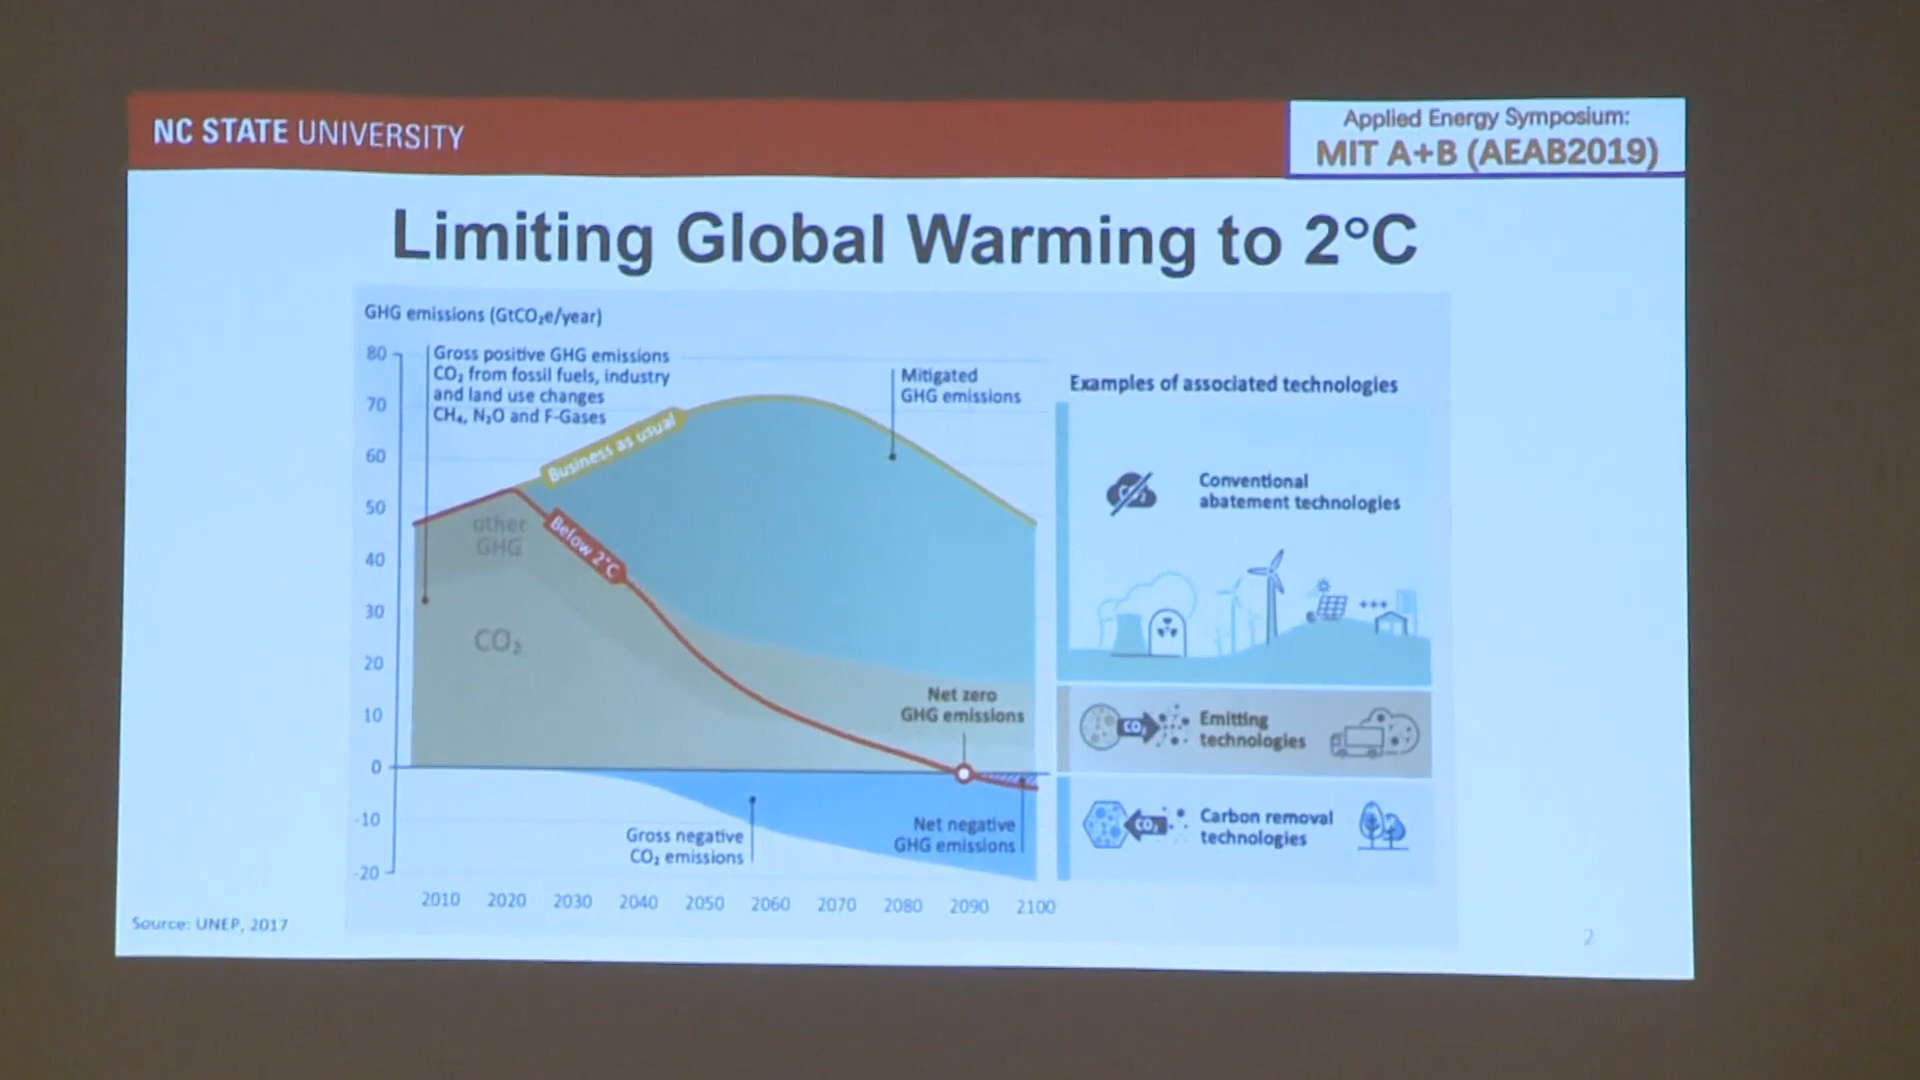 NC STATE UNIVERSITY
Applied Energy Symposium:
MIT A+B (AEAB2019)
Limiting Global Warming to 2°C
GHG emissions (GtCO₂e/year)
80
70
60
50
40
30
20
10
0
-10
-20
Gross positive GHG emissions
CO₂ from fossil fuels, industry
and land use changes
CH₄, N₂O and F-Gases
Business as usual
Mitigated
GHG emissions
Below 2°C
other
GHG
CO₂
Net zero
GHG emissions
Gross negative
CO₂ emissions
Net negative
GHG emissions
2010 2020 2030 2040 2050 2060 2070 2080 2090 2100
Examples of associated technologies
CO₂
Conventional
abatement technologies
CO₂
Emitting
technologies
CO₂
Carbon removal
technologies
Source: UNEP, 2017
2